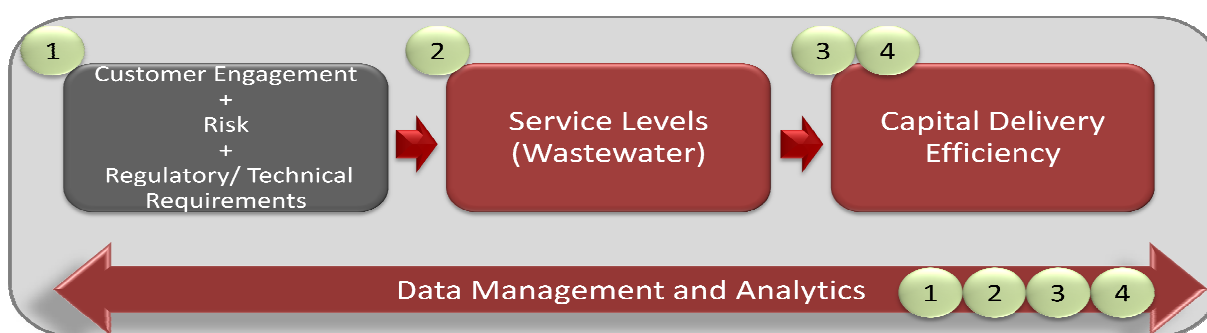 1
Customer Engagement
+
Risk
+
Regulatory/ Technical
Requirements
2
Service Levels
(Wastewater)
3 4
Capital Delivery
Efficiency
Data Management and Analytics 1 2 3 4